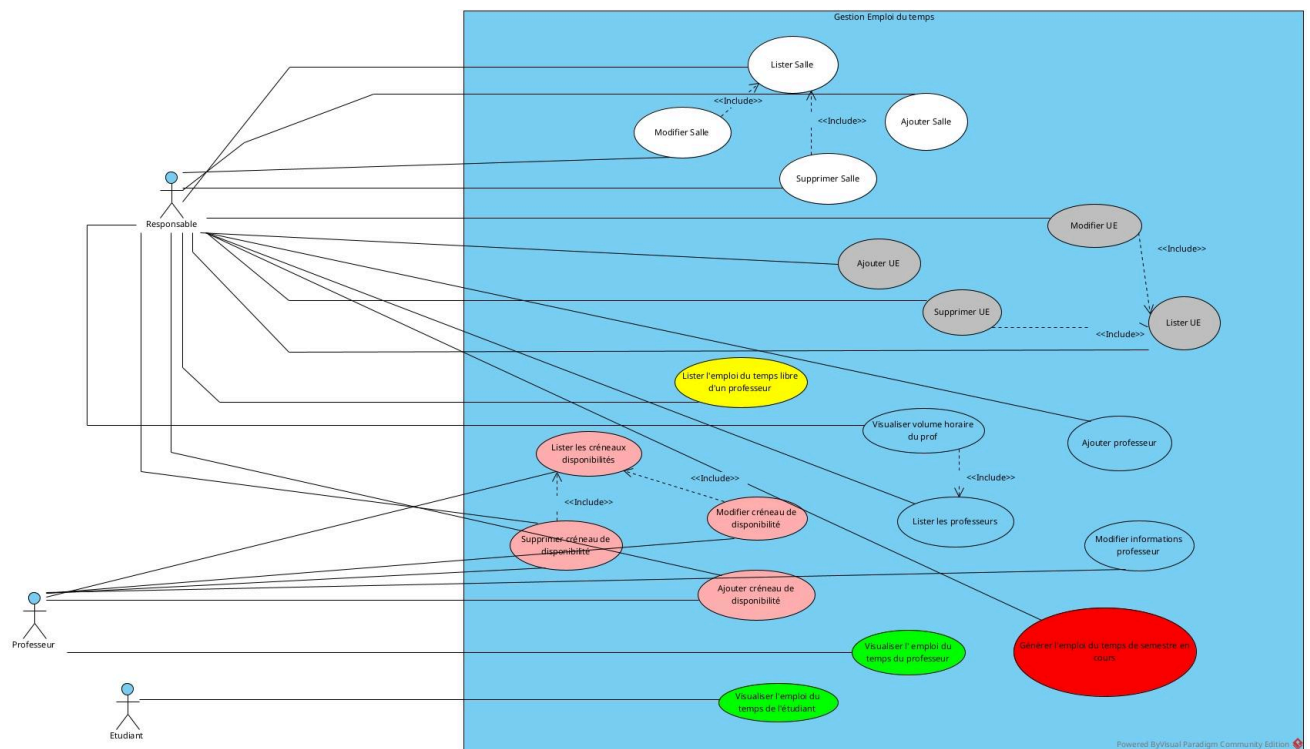 Gestion Emploi du temps
Lister Salle
<<Include>>
Modifier Salle
<<Include>>
Ajouter Salle
Supprimer Salle
Responsable
Modifier UE
<<Include>>
Ajouter UE
Supprimer UE
<<Include>>
Lister UE
Lister l'emploi du temps libre
d'un professeur
Visualiser volume horaire
du prof
Ajouter professeur
Lister les créneaux
disponibilités
<<Include>>
<<Include>>
<<Include>>
Modifier créneau de
disponibilité
Lister les professeurs
Supprimer créneau de
disponibilité
Modifier informations
professeur
Ajouter créneau de
disponibilité
Professeur
Visualiser l' emploi du
temps du professeur
Générer l'emploi du temps de semestre en
cours
Visualiser l'emploi du
temps de l'étudiant
Etudiant
Powered ByVisual Paradigm Community Edition